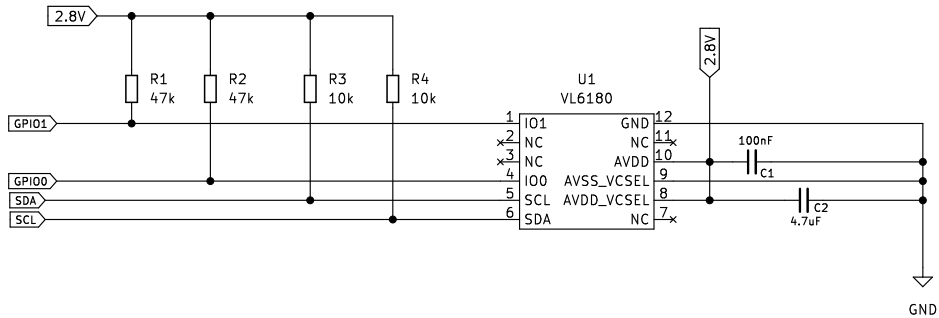 2.8V
2.8V
R1
47k
R2
47k
R3
10k
R4
10k
U1
VL6180
GPIO1
1 IO1
GND 12
2 NC
NC 11
100nF
3 NC
AVDD 10
C1
GPIO0
4 IO0
AVSS_VCSEL 9
SDA
5 SCL
AVDD_VCSEL 8
C2
4.7uF
SCL
6 SDA
NC 7
GND